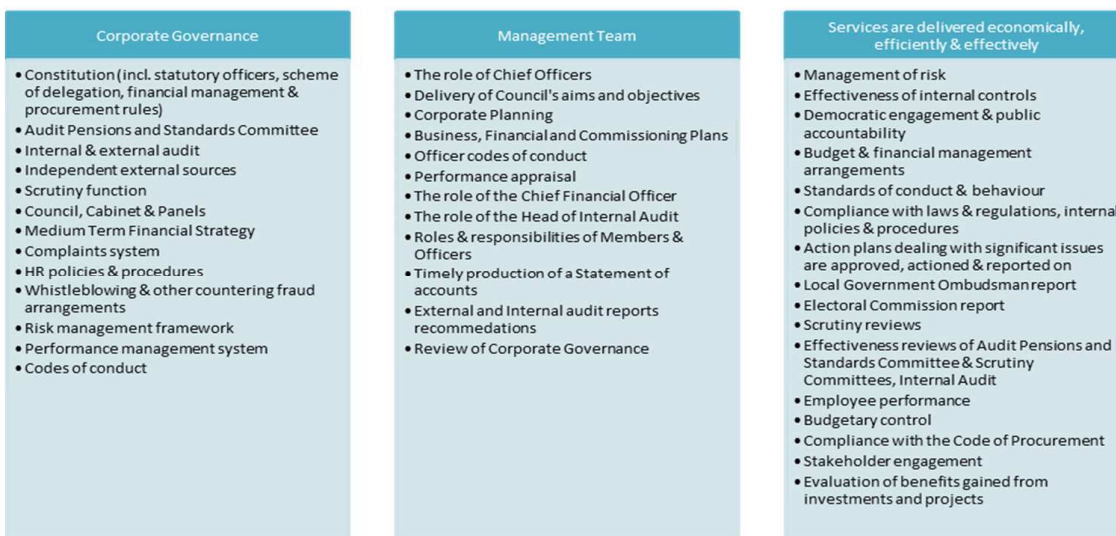 Corporate Governance
• Constitution (incl. statutory officers, scheme
of delegation, financial management &
procurement rules)
• Audit Pensions and Standards Committee
• Internal & external audit
• Independent external sources
• Scrutiny function
• Council, Cabinet & Panels
• Medium Term Financial Strategy
• Complaints system
• HR policies & procedures
• Whistleblowing & other countering fraud
arrangements
• Risk management framework
• Performance management system
• Codes of conduct
Management Team
• The role of Chief Officers
• Delivery of Council's aims and objectives
• Corporate Planning
• Business, Financial and Commissioning Plans
• Officer codes of conduct
• Performance appraisal
• The role of the Chief Financial Officer
• The role of the Head of Internal Audit
• Roles & responsibilities of Members &
Officers
• Timely production of a Statement of
accounts
• External and Internal audit reports
recommedations
• Review of Corporate Governance
Services are delivered economically,
efficiently & effectively
• Management of risk
• Effectiveness of internal controls
• Democratic engagement & public
accountability
• Budget & financial management
arrangements
• Standards of conduct & behaviour
• Compliance with laws & regulations, internal
policies & procedures
• Action plans dealing with significant issues
are approved, actioned & reported on
• Local Government Ombudsman report
• Electoral Commission report
• Scrutiny reviews
• Effectiveness reviews of Audit Pensions and
Standards Committee & Scrutiny
Committees, Internal Audit
• Employee performance
• Budgetary control
• Compliance with the Code of Procurement
• Stakeholder engagement
• Evaluation of benefits gained from
investments and projects